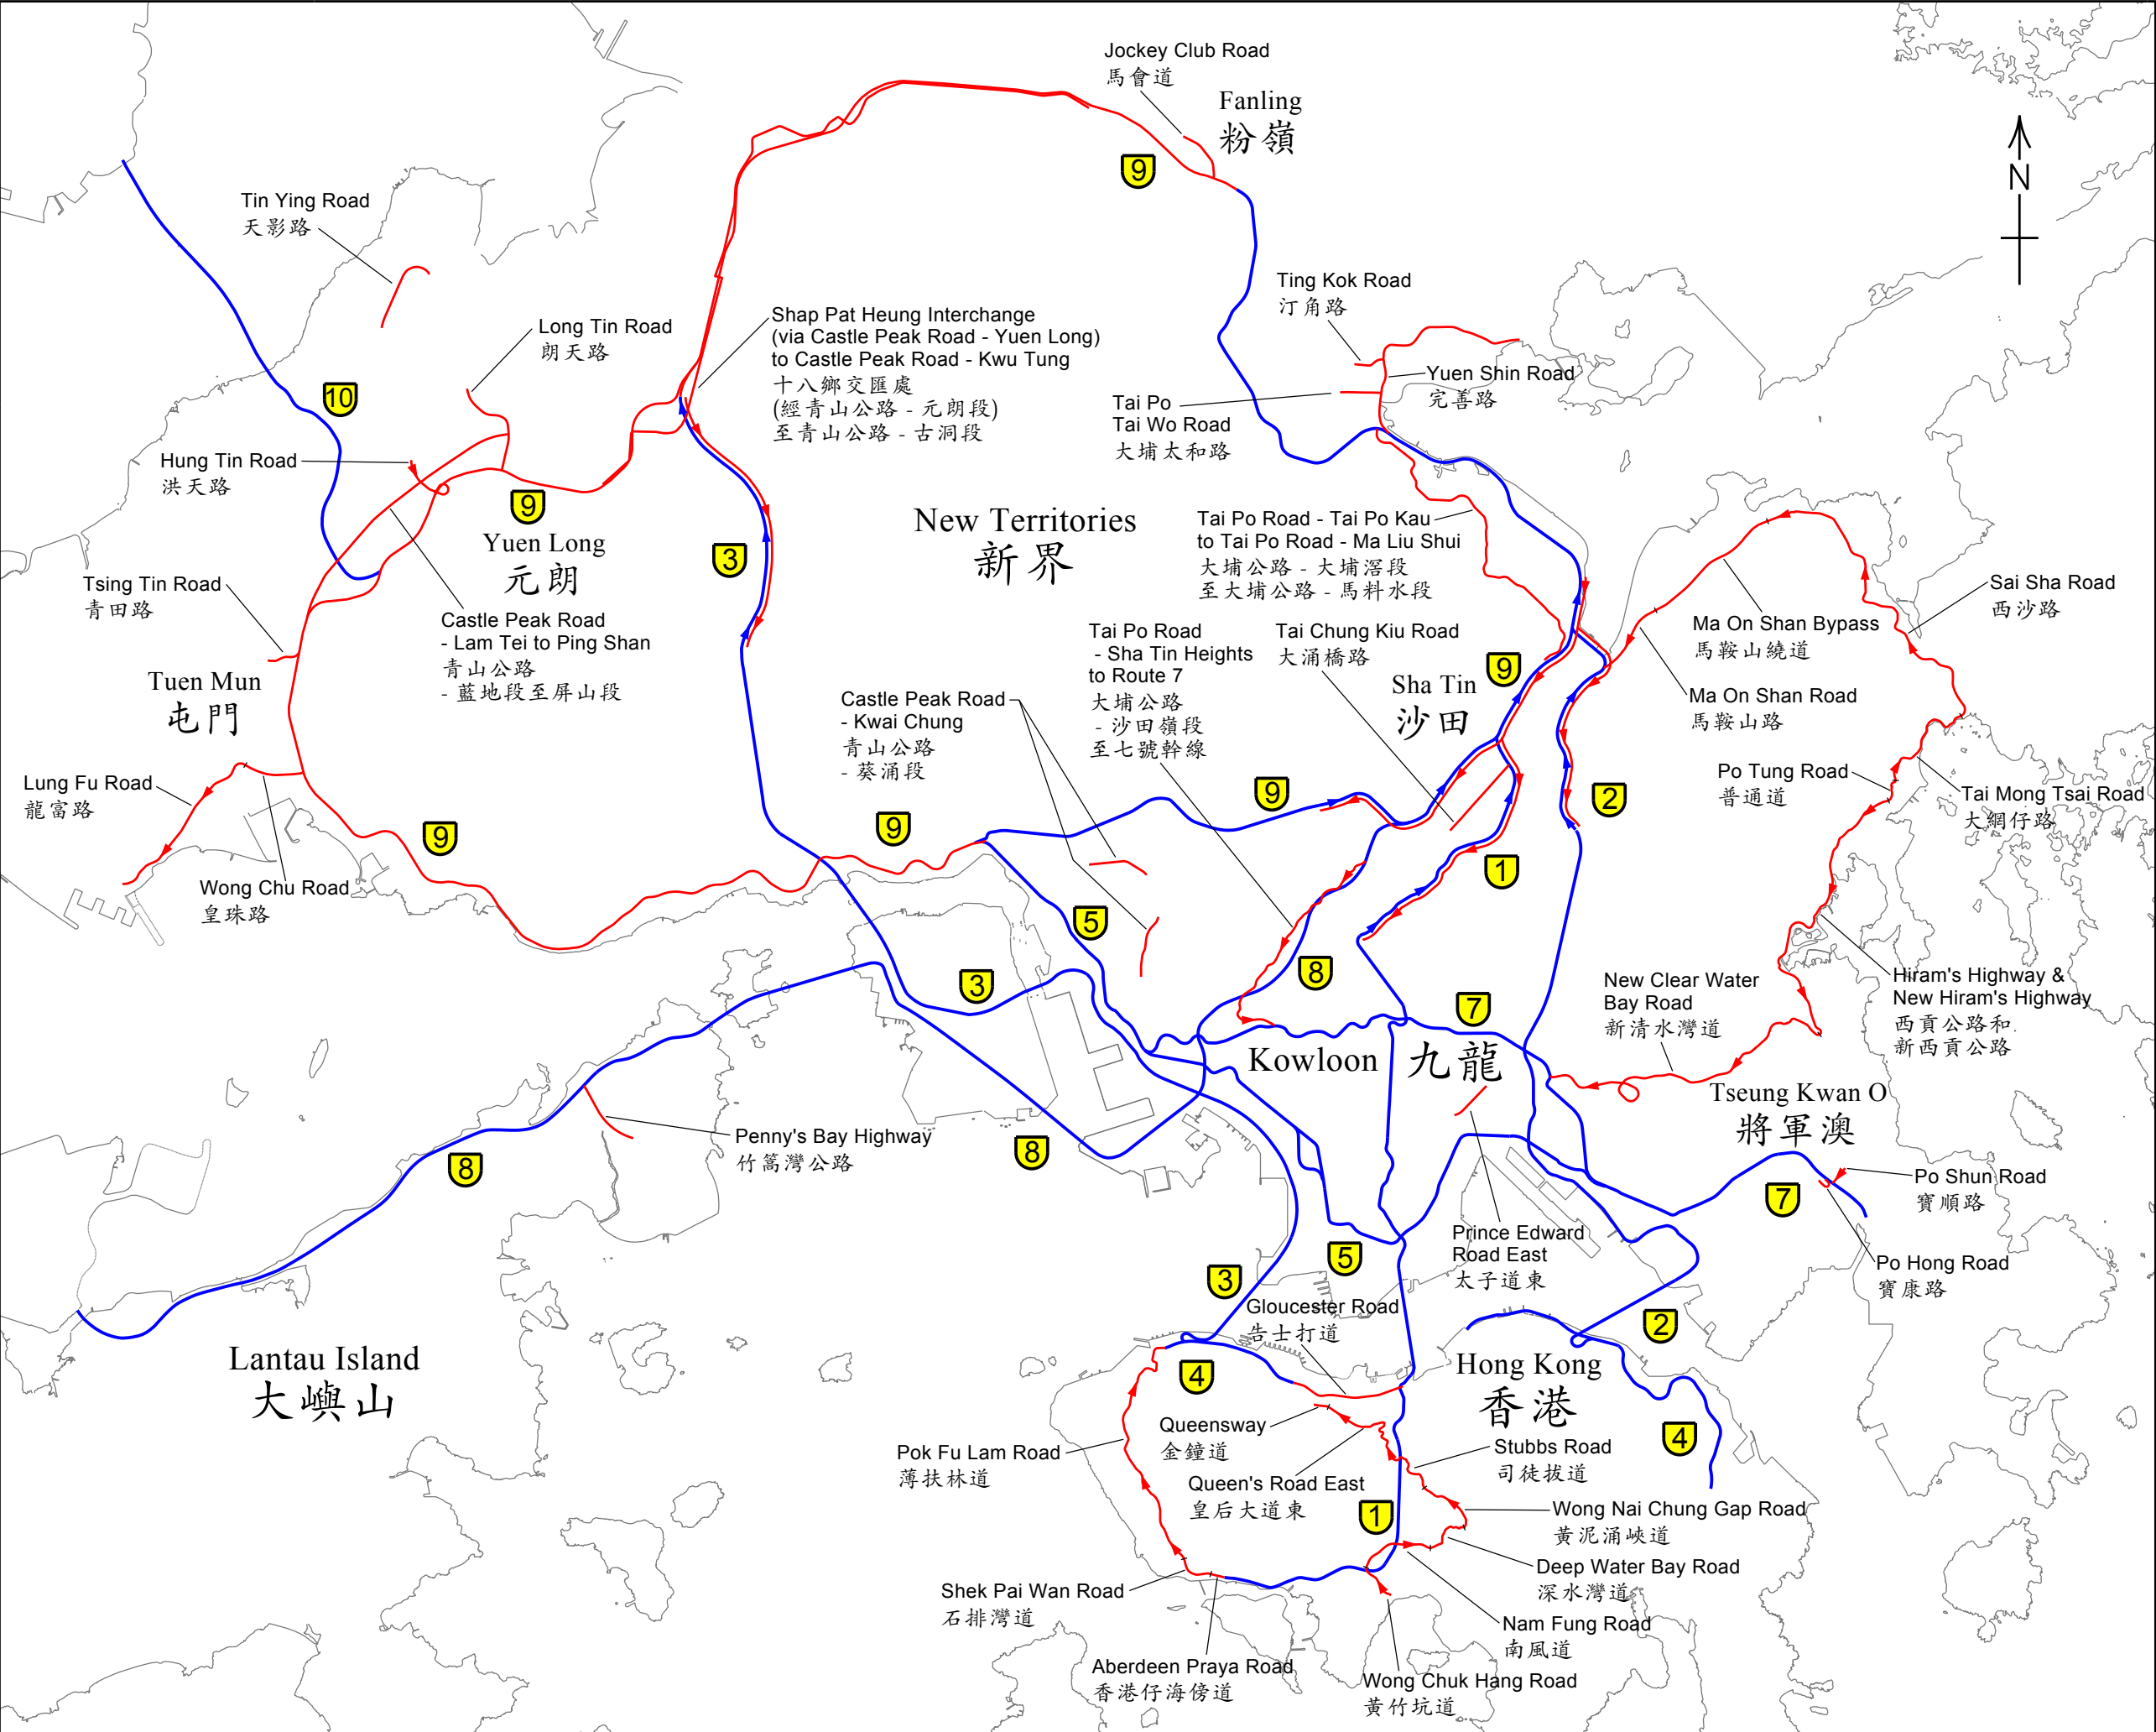 Jockey Club Road
馬會道
Fanling
粉嶺
9
N
Tin Ying Road
天影路
Ting Kok Road
汀角路
Long Tin Road
朗天路
Shap Pat Heung Interchange
(via Castle Peak Road - Yuen Long)
to Castle Peak Road - Kwu Tung
十八鄉交匯處
(經青山公路 - 元朗段)
至青山公路 - 古洞段
Yuen Shin Road
完善路
10
Tai Po
Tai Wo Road
大埔太和路
Hung Tin Road
洪天路
9
Yuen Long
元朗
New Territories
新界
Tai Po Road - Tai Po Kau
to Tai Po Road - Ma Liu Shui
大埔公路 - 大埔滘段
至大埔公路 - 馬料水段
3
Tsing Tin Road
青田路
Sai Sha Road
西沙路
Castle Peak Road
- Lam Tei to Ping Shan
青山公路
- 藍地段至屏山段
Tai Po Road
- Sha Tin Heights
to Route 7
大埔公路
- 沙田嶺段
至七號幹線
Tai Chung Kiu Road
大涌橋路
Ma On Shan Bypass
馬鞍山繞道
9
Tuen Mun
屯門
Sha Tin
沙田
Castle Peak Road
- Kwai Chung
青山公路
- 葵涌段
Ma On Shan Road
馬鞍山路
Lung Fu Road
龍富路
Po Tung Road
普通道
Tai Mong Tsai Road
大網仔路
9
9
9
2
1
Wong Chu Road
皇珠路
5
8
3
7
New Clear Water
Bay Road
新清水灣道
Hiram's Highway &
New Hiram's Highway
西貢公路和
新西貢公路
Kowloon 九龍
Tseung Kwan O
將軍澳
Penny's Bay Highway
竹篙灣公路
8
8
Po Shun Road
寶順路
7
Prince Edward
Road East
太子道東
5
3
Po Hong Road
寶康路
Gloucester Road
告士打道
2
Lantau Island
大嶼山
Hong Kong
香港
4
Queensway
金鐘道
4
Pok Fu Lam Road
薄扶林道
Stubbs Road
司徒拔道
Queen's Road East
皇后大道東
1
Wong Nai Chung Gap Road
黃泥涌峽道
Deep Water Bay Road
深水灣道
Shek Pai Wan Road
石排灣道
Nam Fung Road
南風道
Aberdeen Praya Road
香港仔海傍道
Wong Chuk Hang Road
黃竹坑道